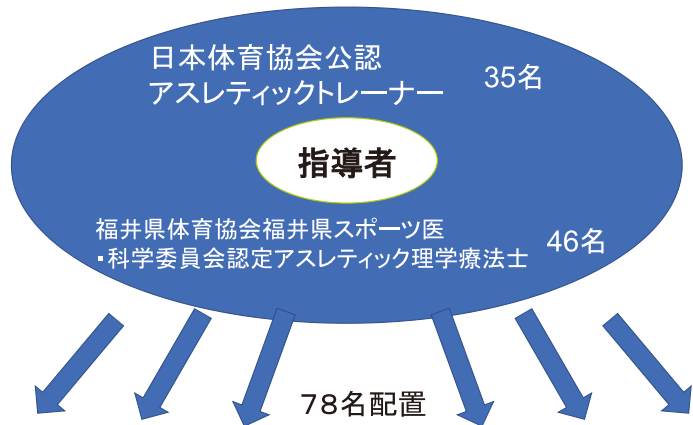 日本体育協会公認
アスレティックトレーナー
35名
指導者
福井県体育協会福井県スポーツ医
・科学委員会認定アスレティック理学療法士
46名
78名配置